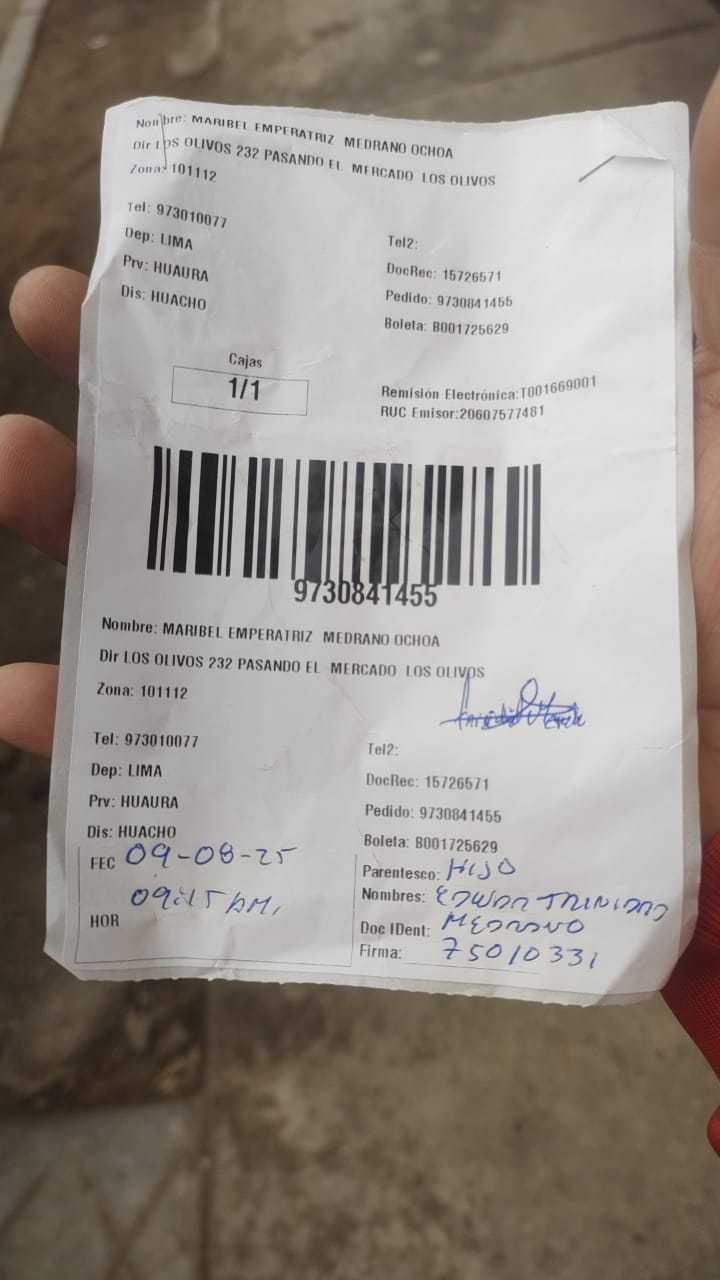 Nombre: MARIBEL EMPERATRIZ MEDRANO OCHOA
Dir LOS OLIVOS 232 PASANDO EL MERCADO LOS OLIVOS
Zona: 101112
Tel: 973010077
Tel2:
Dep: LIMA
DocRec: 15726571
Prv: HUAURA
Pedido: 9730841455
Dis: HUACHO
Boleta: B001725629
Cajas
1/1
Remisión Electrónica:T001669001
RUC Emisor:20607577481
9730841455
Nombre: MARIBEL EMPERATRIZ MEDRANO OCHOA
Dir LOS OLIVOS 232 PASANDO EL MERCADO LOS OLIVOS
Zona: 101112
Tel: 973010077
Tel2:
Dep: LIMA
DocRec: 15726571
Prv: HUAURA
Pedido: 9730841455
Dis: HUACHO
Boleta: B001725629
FEC 09-08-25
Parentesco: HIJO
09:15 AM,
Nombres: EDWAR TRINIDAD
HOR
MEDRANO
Doc IDent:
Firma: 75010331